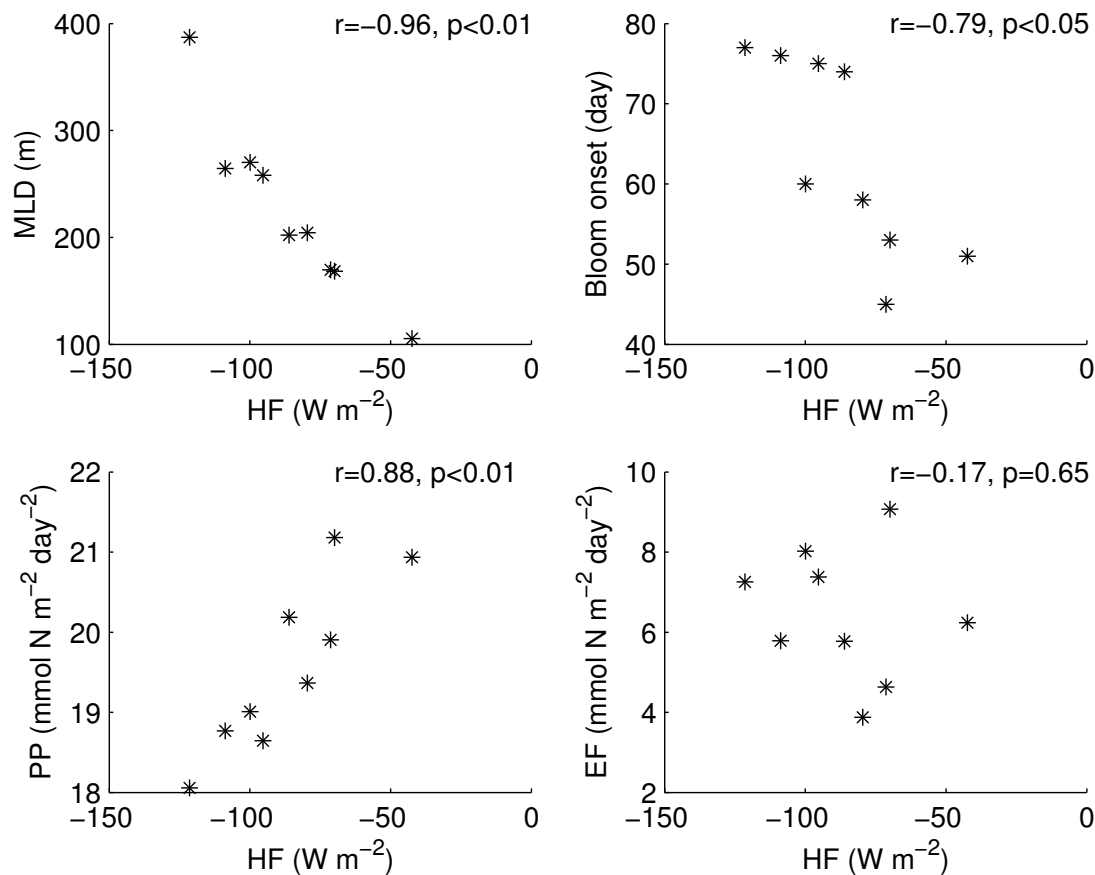 r=−0.96, p<0.01
400
300
200
100
MLD (m)
−150 −100 −50 0
HF (W m⁻²)
r=−0.79, p<0.05
80
70
60
50
40
Bloom onset (day)
−150 −100 −50 0
HF (W m⁻²)
r=0.88, p<0.01
22
21
20
19
18
PP (mmol N m⁻² day⁻²)
−150 −100 −50 0
HF (W m⁻²)
r=−0.17, p=0.65
10
8
6
4
2
EF (mmol N m⁻² day⁻²)
−150 −100 −50 0
HF (W m⁻²)